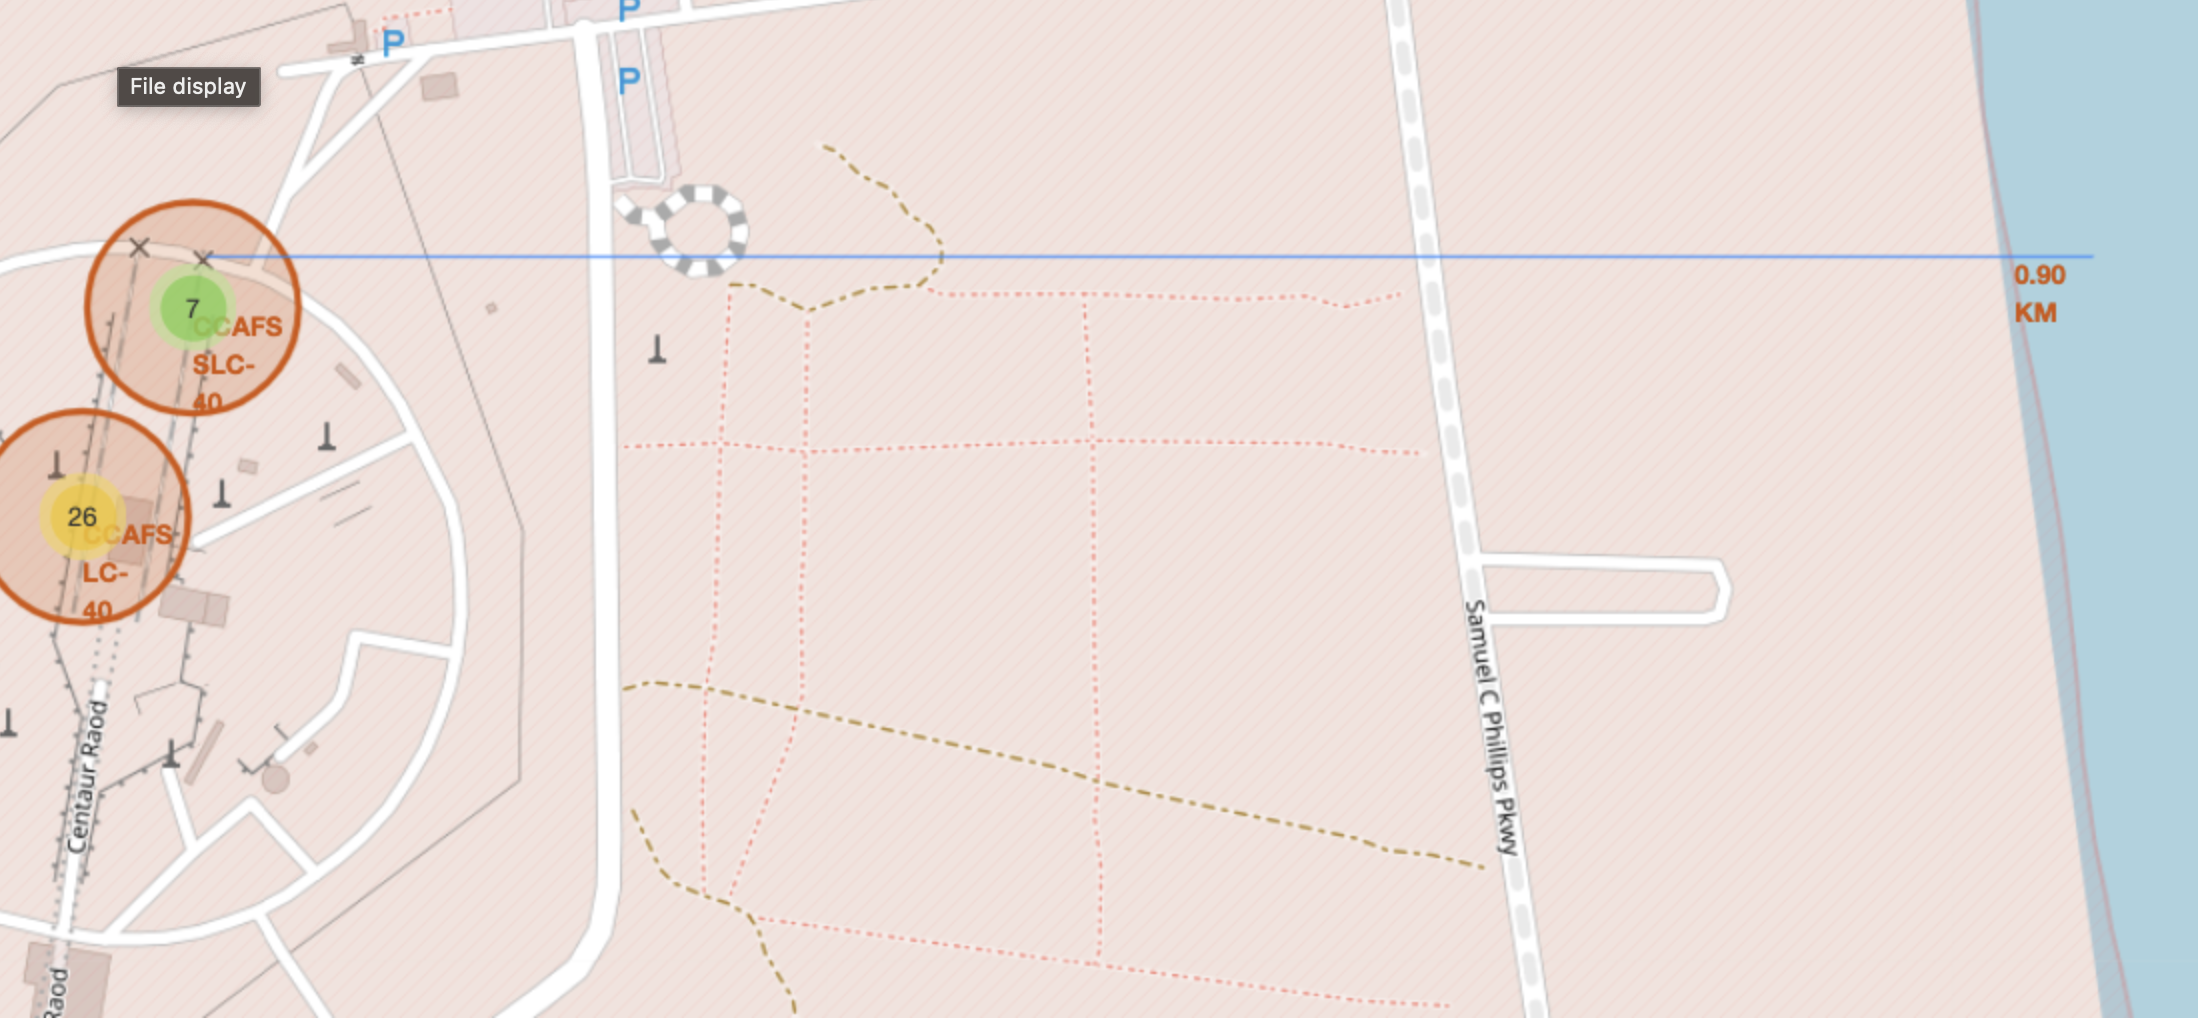 P
P
File display
P
7
CCAFS
SLC-
40
0.90
KM
26
CCAFS
LC-
40
Samuel C Phillips Pkwy
Centaur Raod
Raod